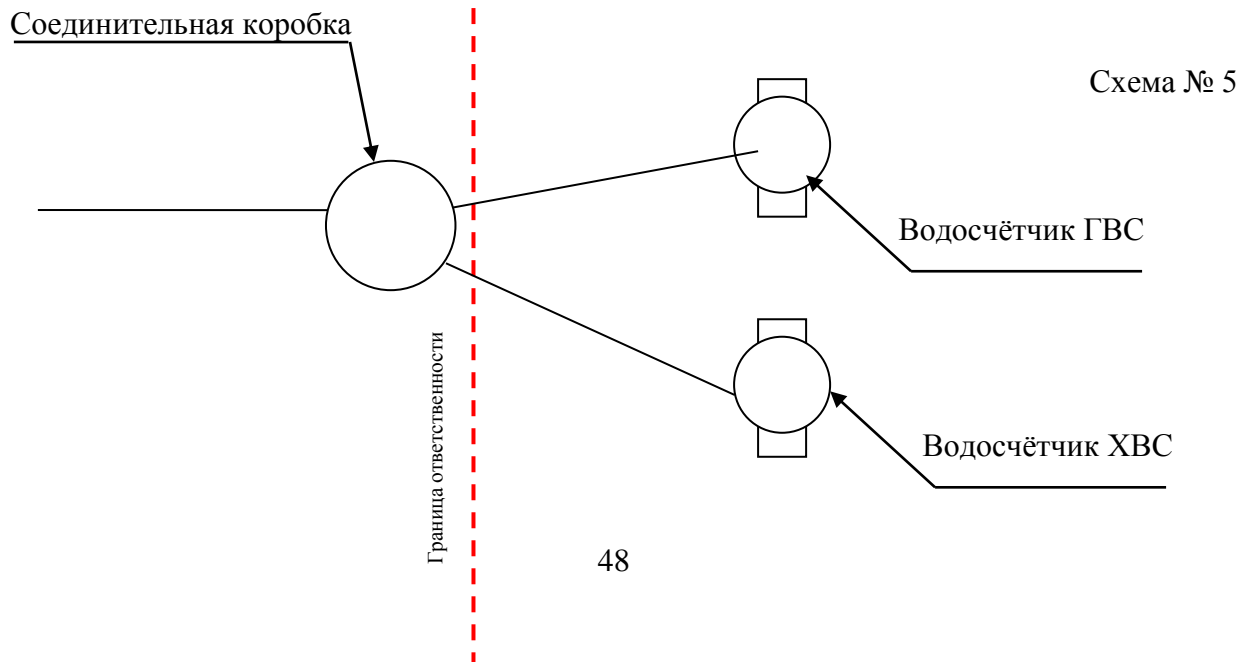 Соединительная коробка
Схема № 5
Водосчётчик ГВС
Граница ответственности
Водосчётчик ХВС
48